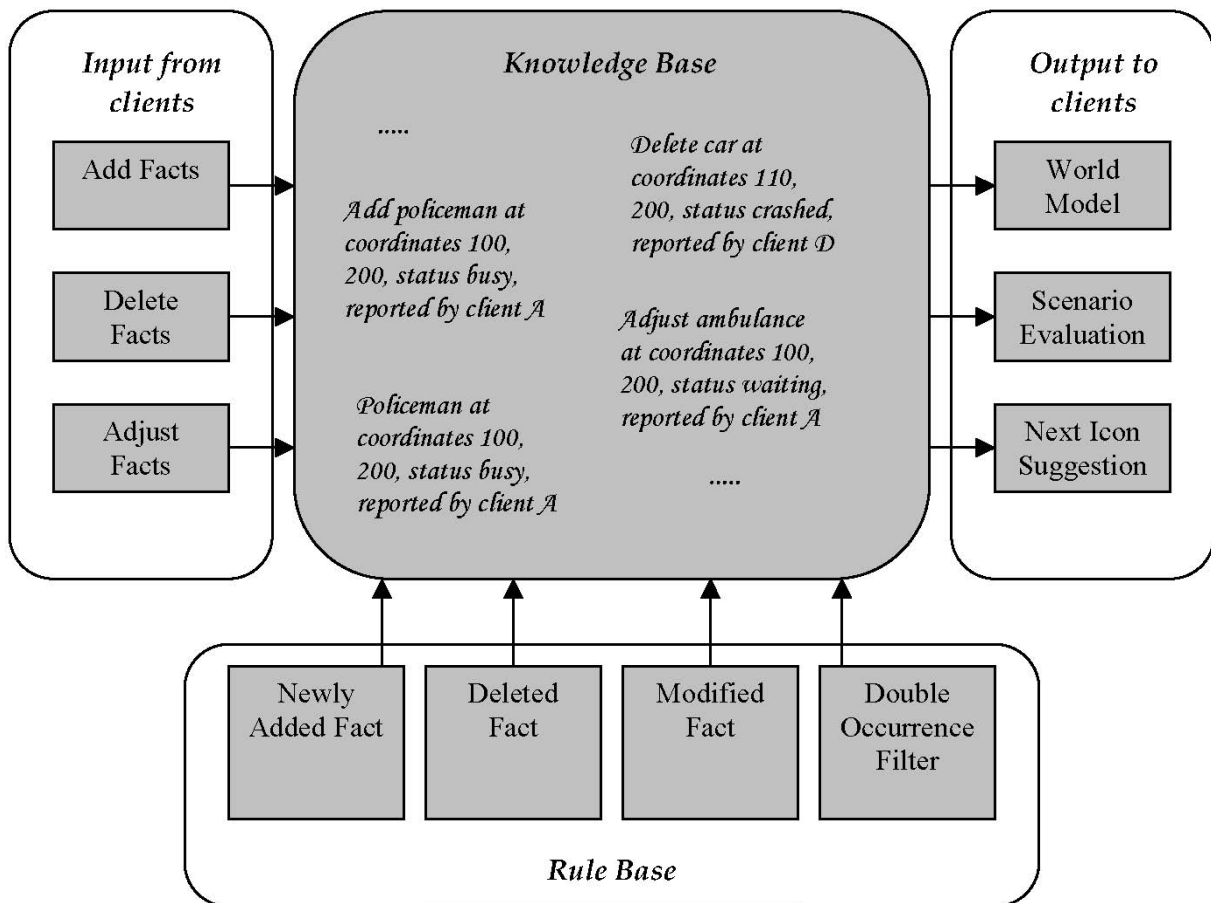 Input from
clients
Add Facts
Delete
Facts
Adjust
Facts
Knowledge Base
.....
Add policeman at
coordinates 100,
200, status busy,
reported by client A
Policeman at
coordinates 100,
200, status busy,
reported by client A
Delete car at
coordinates 110,
200, status crashed,
reported by client D
Adjust ambulance
at coordinates 100,
200, status waiting,
reported by client A
.....
Output to
clients
World
Model
Scenario
Evaluation
Next Icon
Suggestion
Newly
Added Fact
Deleted
Fact
Modified
Fact
Double
Occurrence
Filter
Rule Base